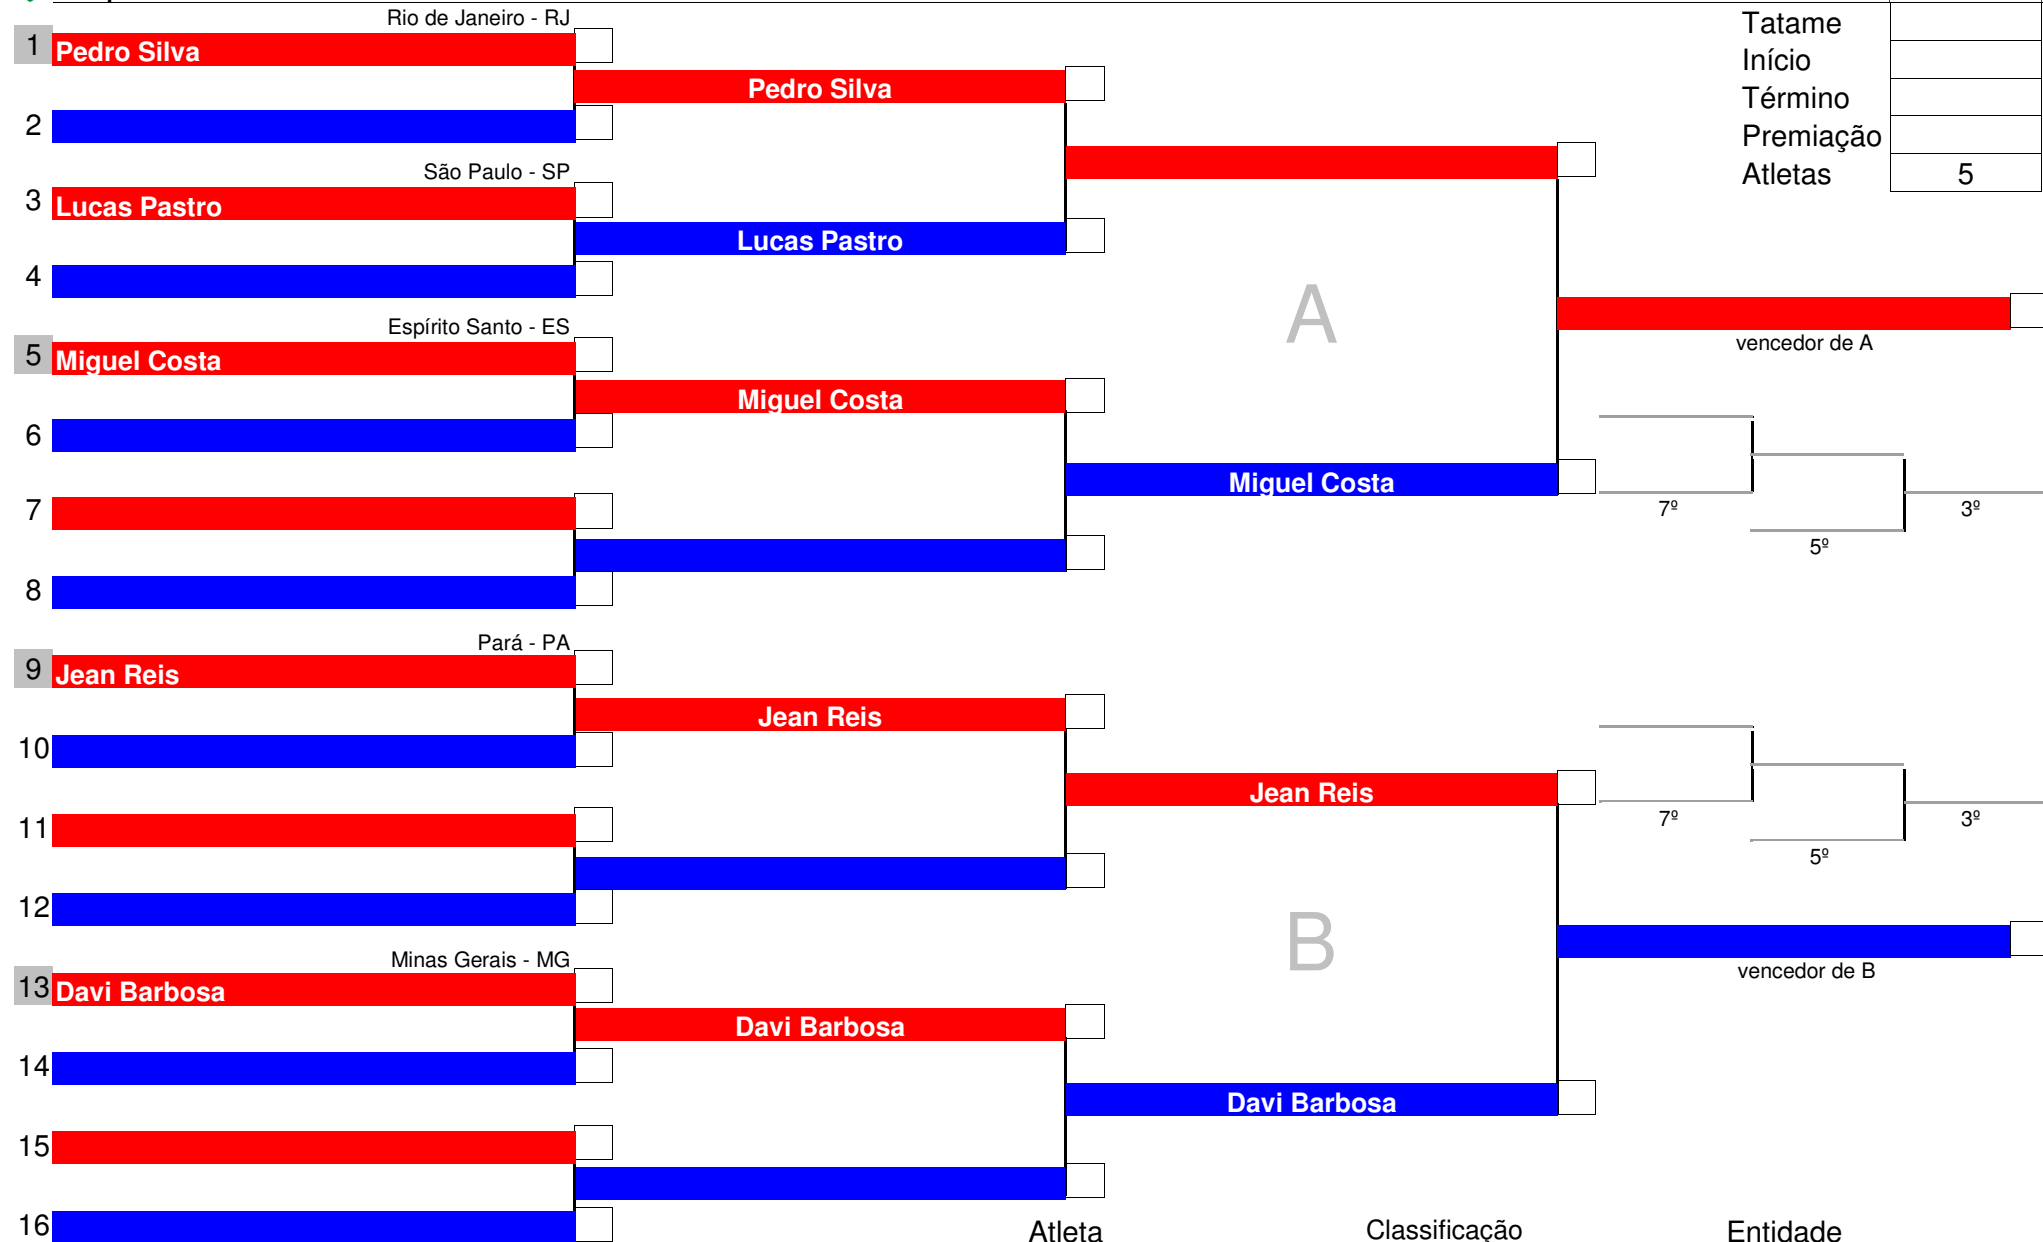 Rio de Janeiro - RJ
1 Pedro Silva
Pedro Silva
2
São Paulo - SP
3 Lucas Pastro
Lucas Pastro
4
Espírito Santo - ES
5 Miguel Costa
Miguel Costa
6
7
8
A
Miguel Costa
vencedor de A
7º
5º
3º
Pará - PA
9 Jean Reis
Jean Reis
10
11
12
Jean Reis
Minas Gerais - MG
13 Davi Barbosa
Davi Barbosa
14
15
16
B
Davi Barbosa
7º
5º
3º
vencedor de B
Tatame
Início
Término
Premiação
Atletas 5
Atleta Classificação Entidade